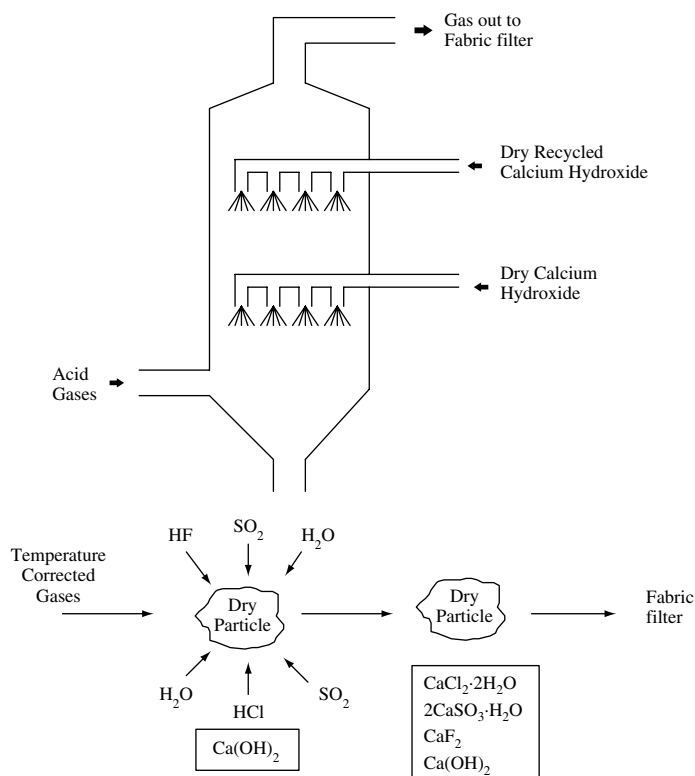 Gas out to
Fabric filter
Dry Recycled
Calcium Hydroxide
Dry Calcium
Hydroxide
Acid
Gases
HF
SO₂
H₂O
Temperature
Corrected
Gases
Dry
Particle
Dry
Particle
Fabric
filter
H₂O
HCl
SO₂
Ca(OH)₂
CaCl₂·2H₂O
2CaSO₃·H₂O
CaF₂
Ca(OH)₂